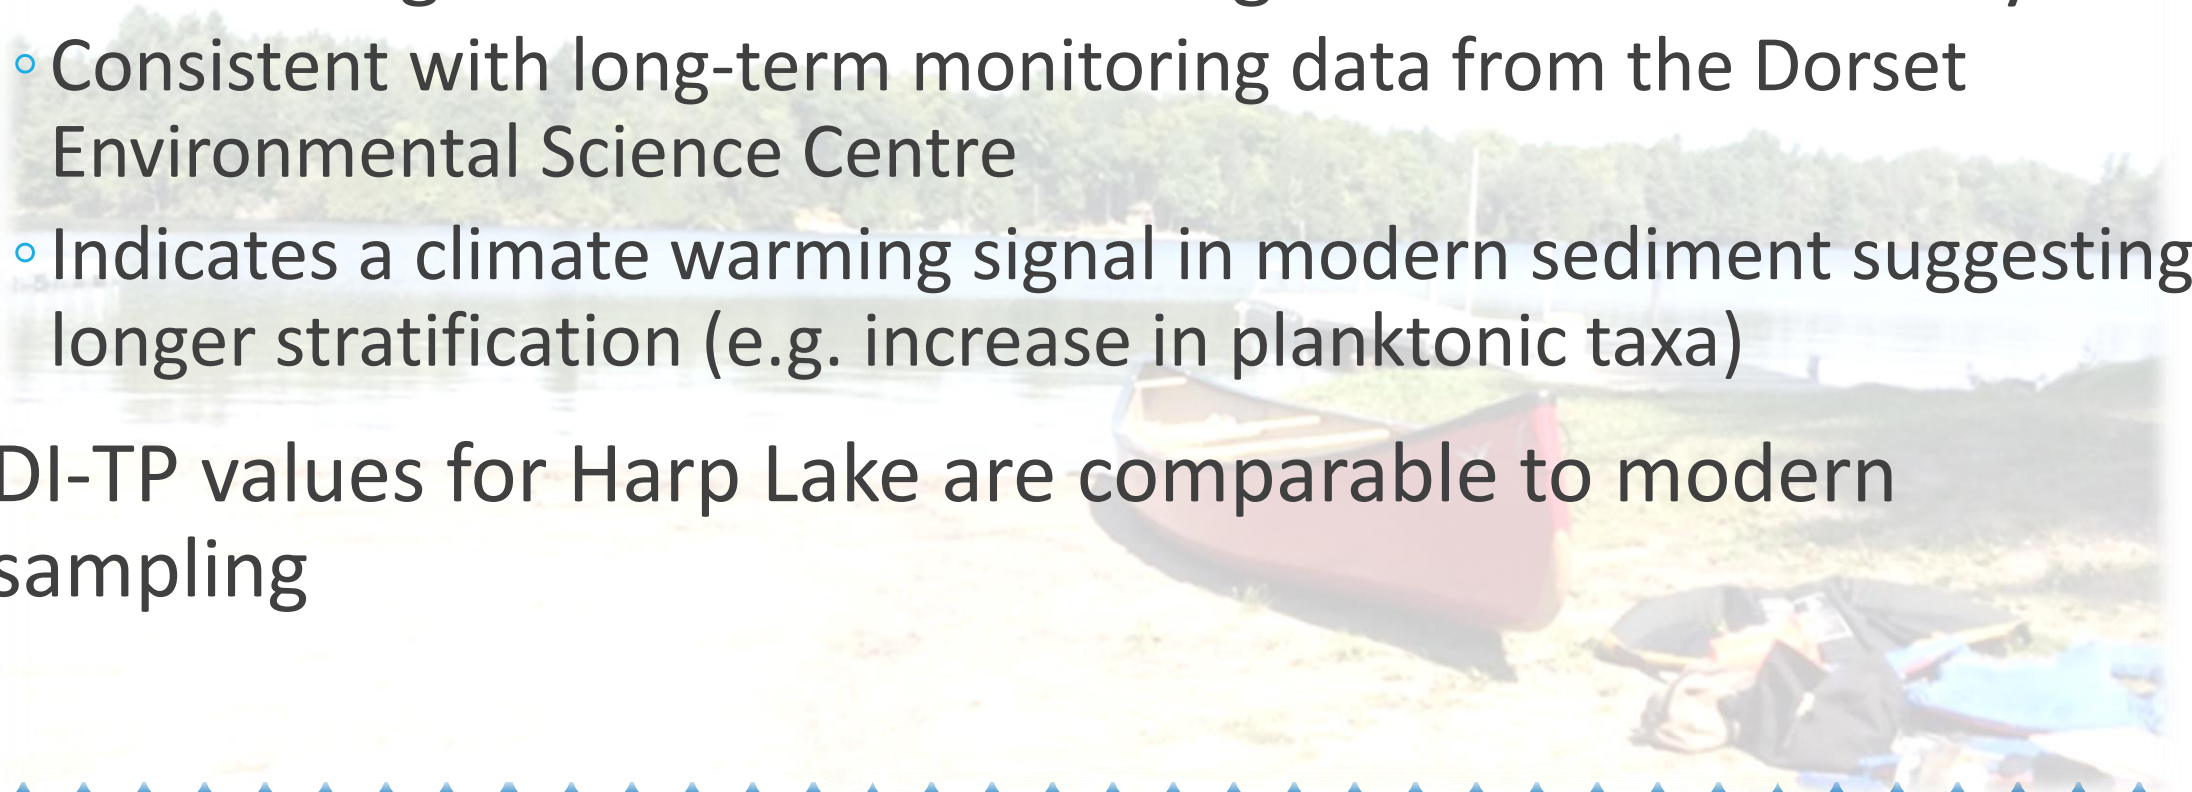 ◦ Consistent with long-term monitoring data from the Dorset
Environmental Science Centre
◦ Indicates a climate warming signal in modern sediment suggesting
longer stratification (e.g. increase in planktonic taxa)
DI-TP values for Harp Lake are comparable to modern
sampling